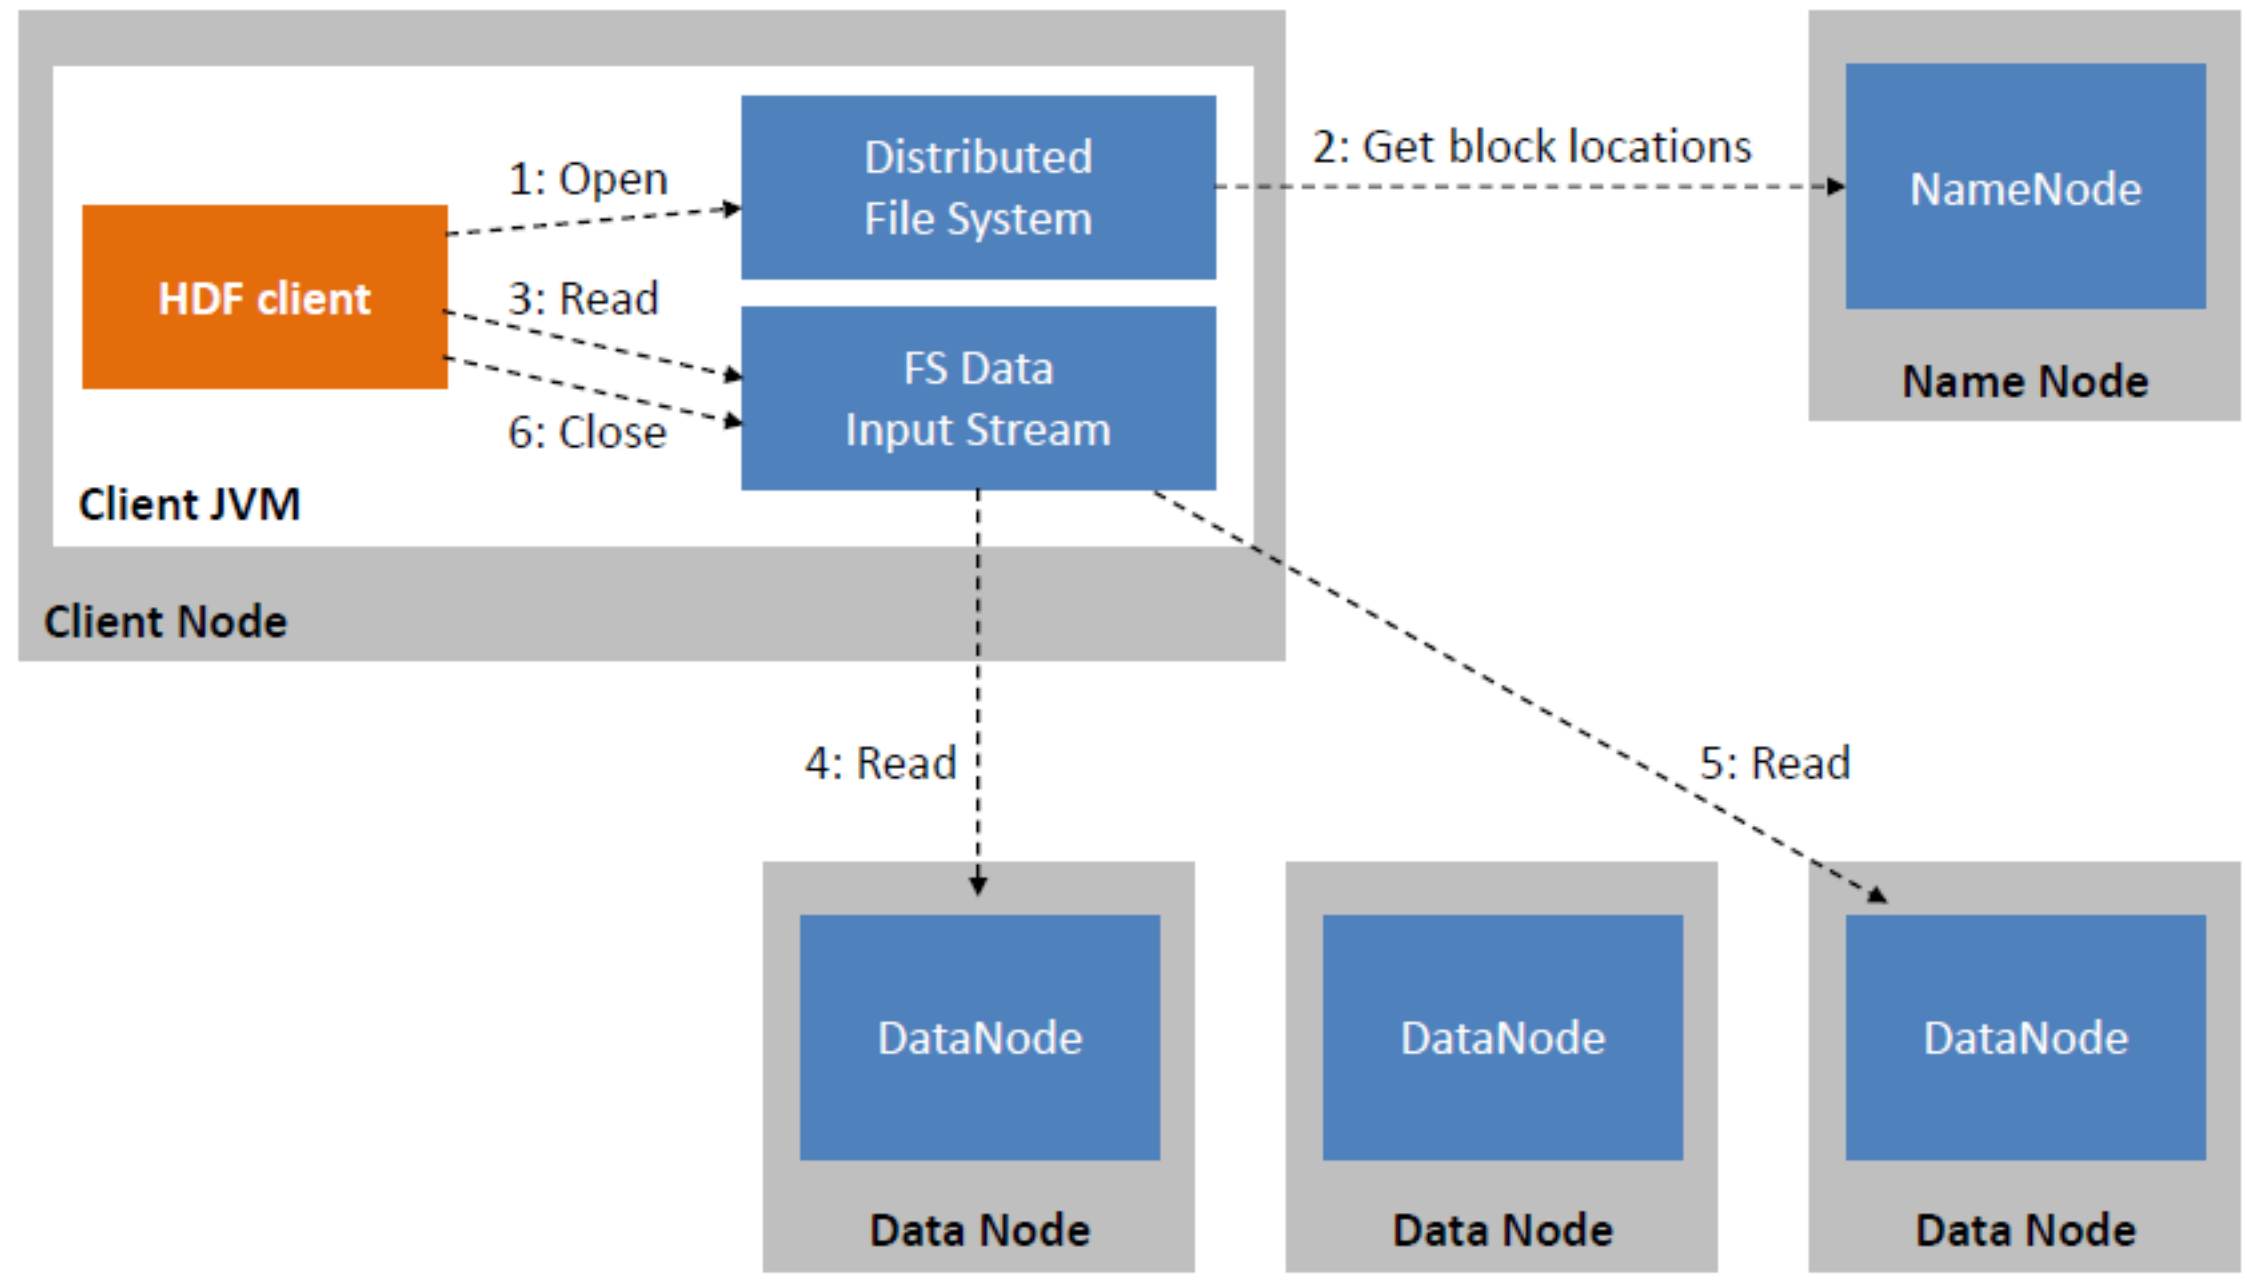 1: Open
Distributed
File System
2: Get block locations
NameNode
HDF client
3: Read
FS Data
Input Stream
6: Close
Name Node
Client JVM
Client Node
4: Read
5: Read
DataNode
DataNode
DataNode
Data Node
Data Node
Data Node